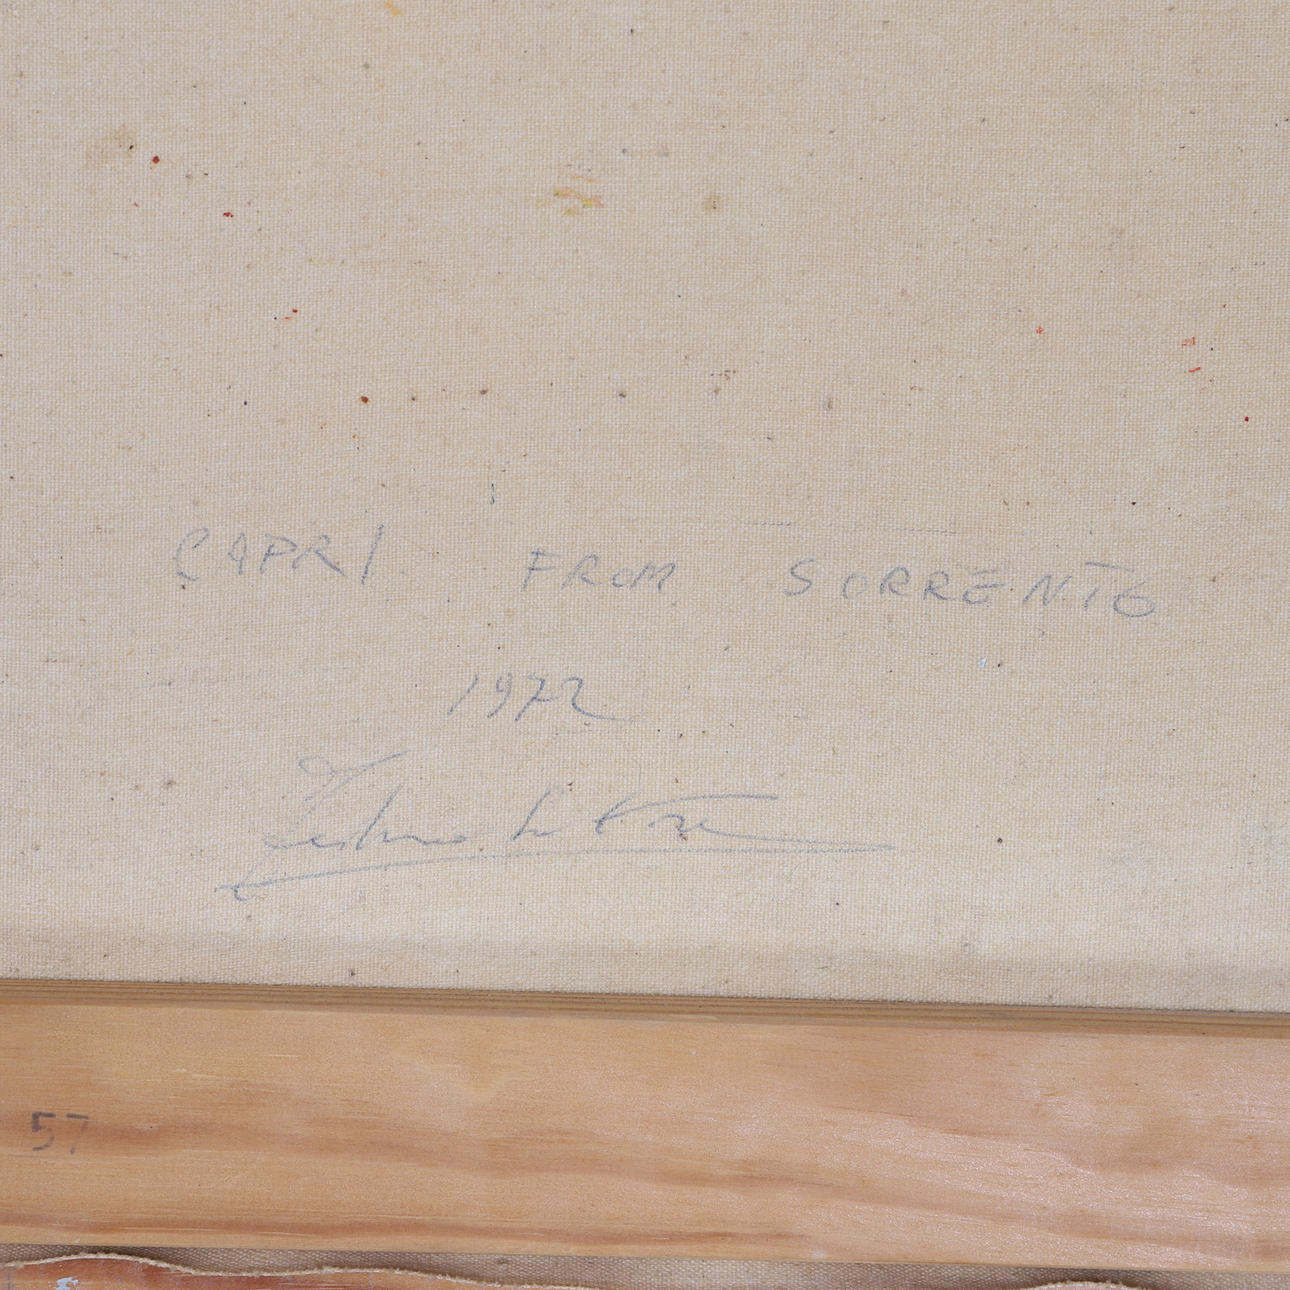 CAPRI FROM SORRENTO
1972
57